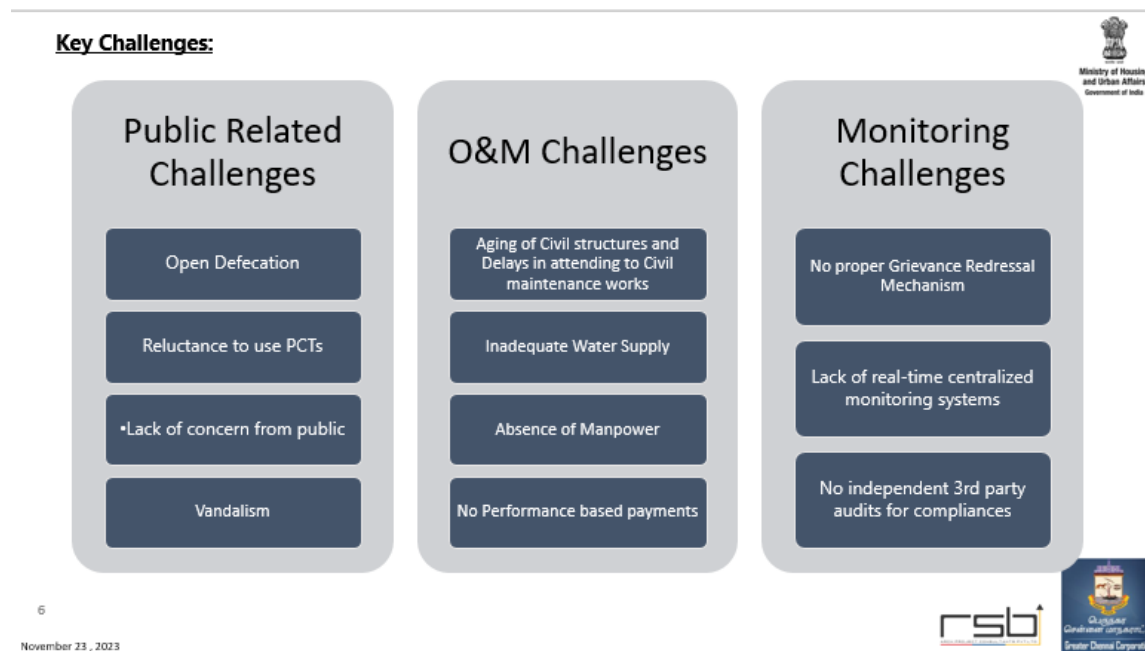 Key Challenges:
Ministry of Housing
and Urban Affairs
Government of India
Public Related
Challenges
Open Defecation
Reluctance to use PCTs
•Lack of concern from public
Vandalism
O&M Challenges
Aging of Civil structures and
Delays in attending to Civil
maintenance works
Inadequate Water Supply
Absence of Manpower
No Performance based payments
Monitoring
Challenges
No proper Grievance Redressal
Mechanism
Lack of real-time centralized
monitoring systems
No independent 3rd party
audits for compliances
6
November 23 , 2023
rsb
பெருநகர
சென்னை மாநகராட்
Greater Chennai Corporati